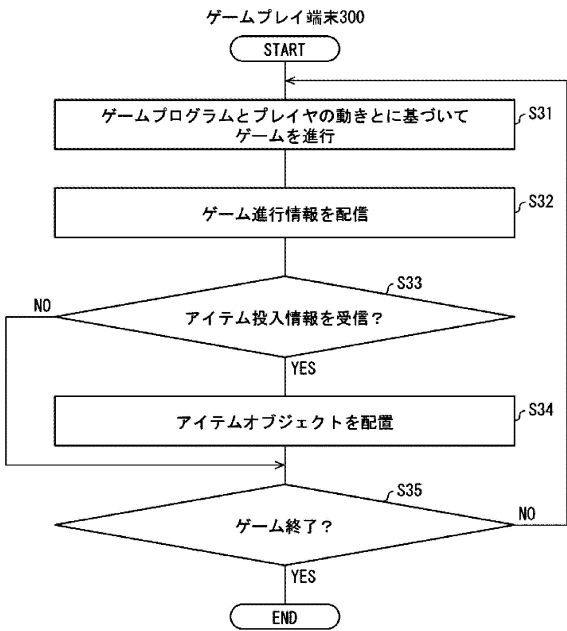 ゲームプレイ端末300
START
ゲームプログラムとプレイヤの動きとに基づいて
ゲームを進行
S31
ゲーム進行情報を配信
S32
S33
NO
アイテム投入情報を受信？
YES
アイテムオブジェクトを配置
S34
S35
ゲーム終了？
NO
YES
END